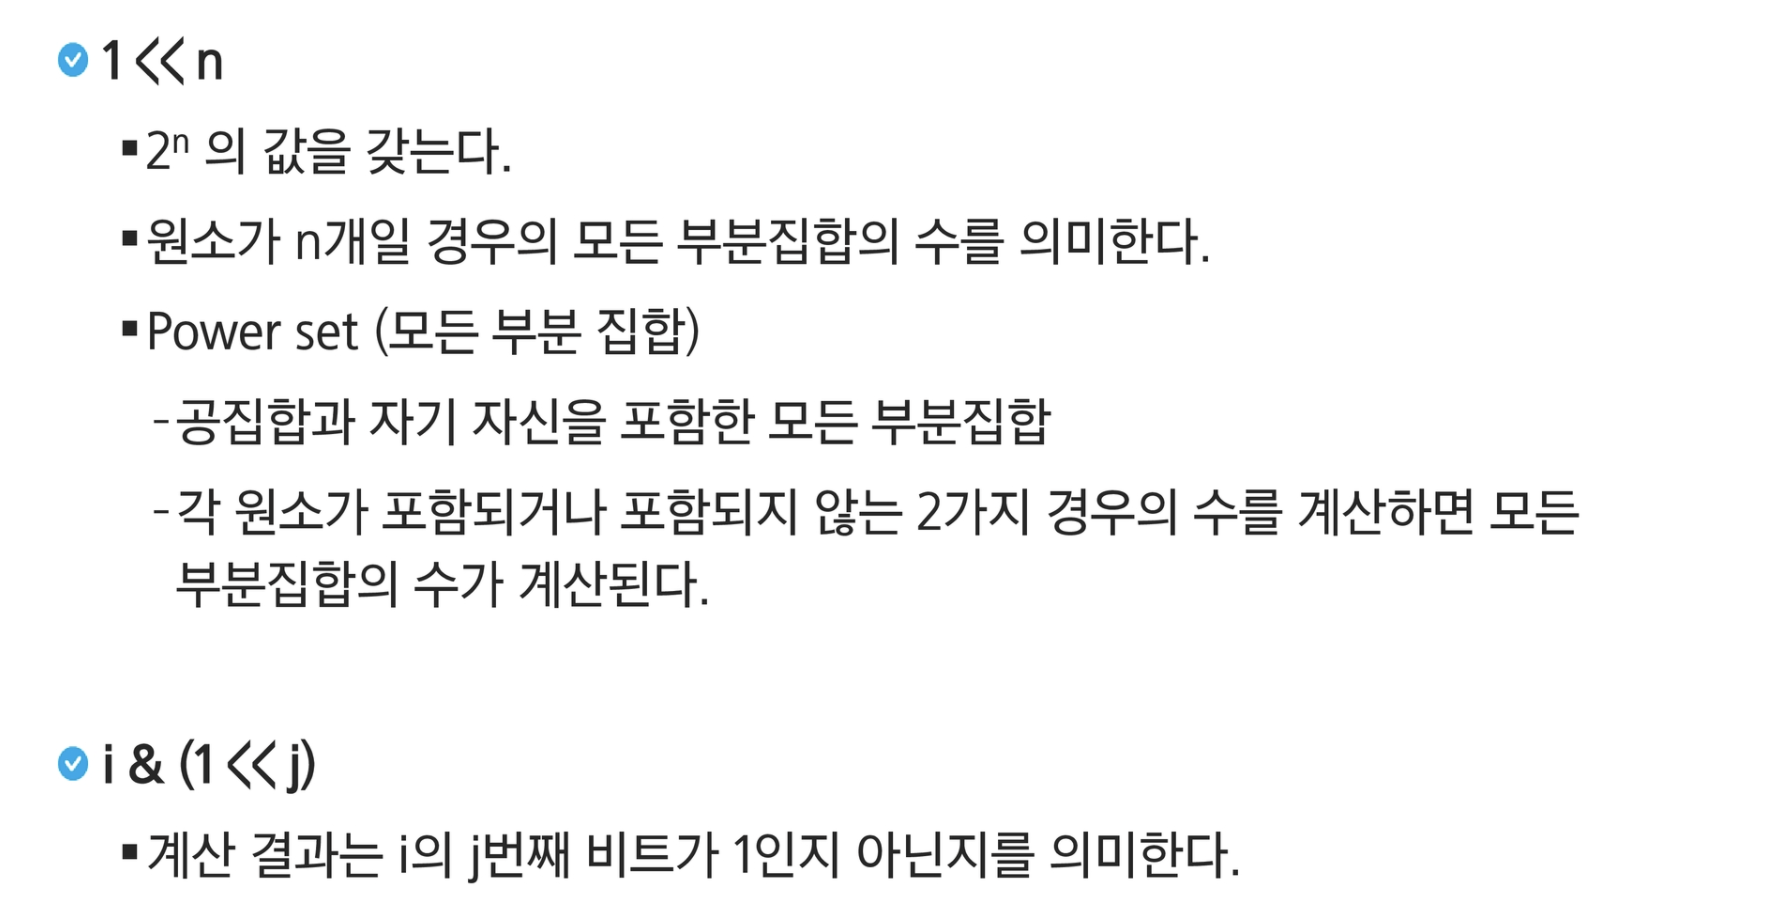 1<<n
▪2ⁿ 의 값을 갖는다.
▪원소가 n개일 경우의 모든 부분집합의 수를 의미한다.
▪Power set (모든 부분 집합)
-공집합과 자기 자신을 포함한 모든 부분집합
-각 원소가 포함되거나 포함되지 않는 2가지 경우의 수를 계산하면 모든
부분집합의 수가 계산된다.
i & (1<<j)
▪계산 결과는 i의 j번째 비트가 1인지 아닌지를 의미한다.